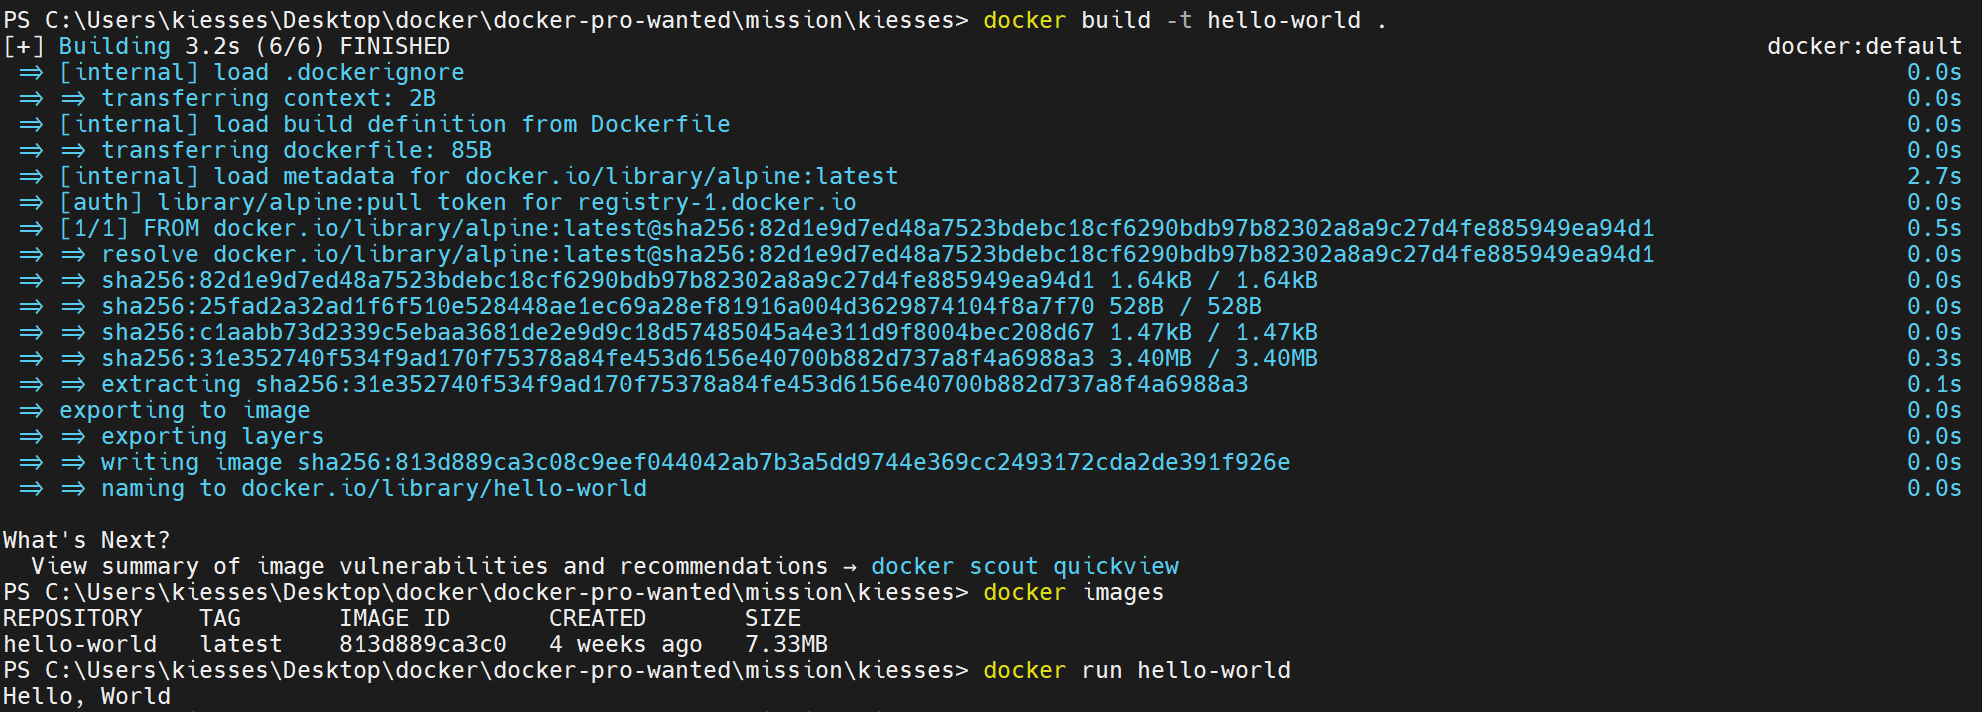 PS C:\Users\kiesses\Desktop\docker\docker-pro-wanted\mission\kiesses> docker build -t hello-world .
[+] Building 3.2s (6/6) FINISHED docker:default
=> [internal] load .dockerignore 0.0s
=> => transferring context: 2B 0.0s
=> [internal] load build definition from Dockerfile 0.0s
=> => transferring dockerfile: 85B 0.0s
=> [internal] load metadata for docker.io/library/alpine:latest 2.7s
=> [auth] library/alpine:pull token for registry-1.docker.io 0.0s
=> [1/1] FROM docker.io/library/alpine:latest@sha256:82d1e9d7ed48a7523bdebc18cf6290bdb97b82302a8a9c27d4fe885949ea94d1 0.5s
=> => resolve docker.io/library/alpine:latest@sha256:82d1e9d7ed48a7523bdebc18cf6290bdb97b82302a8a9c27d4fe885949ea94d1 0.0s
=> => sha256:82d1e9d7ed48a7523bdebc18cf6290bdb97b82302a8a9c27d4fe885949ea94d1 1.64kB / 1.64kB 0.0s
=> => sha256:25fad2a32ad1f6f510e528448ae1ec69a28ef81916a004d3629874104f8a7f70 528B / 528B 0.0s
=> => sha256:c1aabb73d2339c5ebaa3681de2e9d9c18d57485045a4e311d9f8004bec208d67 1.47kB / 1.47kB 0.0s
=> => sha256:31e352740f534f9ad170f75378a84fe453d6156e40700b882d737a8f4a6988a3 3.40MB / 3.40MB 0.3s
=> => extracting sha256:31e352740f534f9ad170f75378a84fe453d6156e40700b882d737a8f4a6988a3 0.1s
=> exporting to image 0.0s
=> => exporting layers 0.0s
=> => writing image sha256:813d889ca3c08c9eef044042ab7b3a5dd9744e369cc2493172cda2de391f926e 0.0s
=> => naming to docker.io/library/hello-world 0.0s
What's Next?
View summary of image vulnerabilities and recommendations → docker scout quickview
PS C:\Users\kiesses\Desktop\docker\docker-pro-wanted\mission\kiesses> docker images
REPOSITORY TAG IMAGE ID CREATED SIZE
hello-world latest 813d889ca3c0 4 weeks ago 7.33MB
PS C:\Users\kiesses\Desktop\docker\docker-pro-wanted\mission\kiesses> docker run hello-world
Hello, World